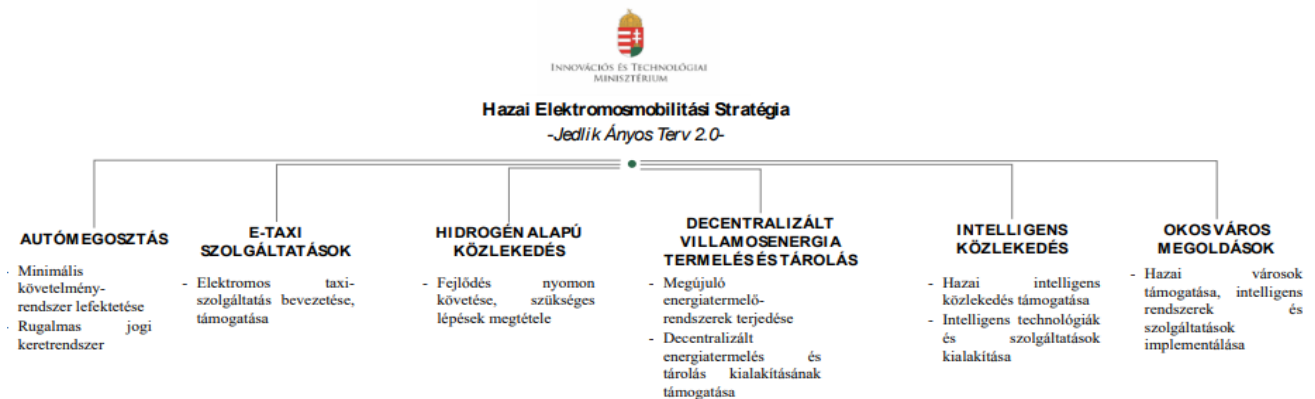 INNOVÁCIÓS ÉS TECHNOLÓGIAI
MINISZTÉRIUM
Hazai Elektromosmobilitási Stratégia
-Jedlik Ányos Terv 2.0-
AUTÓMEGOSZTÁS
- Minimális
követelmény-
rendszer lefektetése
- Rugalmas jogi
keretrendszer
E-TAXI
SZOLGÁLTATÁSOK
- Elektromos taxi-
szolgáltatás bevezetése,
támogatása
HIDROGÉN ALAPÚ
KÖZLEKEDÉS
- Fejlődés nyomon
követése, szükséges
lépések megtétele
DECENTRALIZÁLT
VILLAMOSENERGIA
TERMELÉS ÉS TÁROLÁS
- Megújuló
energiatermelő-
rendszerek terjedése
- Decentralizált
energiatermelés és
tárolás kialakításának
támogatása
INTELLIGENS
KÖZLEKEDÉS
- Hazai intelligens
közlekedés támogatása
- Intelligens technológiák
és szolgáltatások
kialakítása
OKOS VÁROS
MEGOLDÁSOK
- Hazai városok
támogatása, intelligens
rendszerek és
szolgáltatások
implementálása